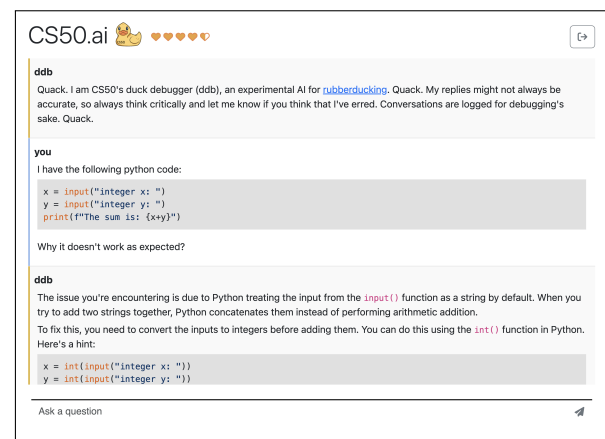 CS50.ai
ddb
Quack. I am CS50's duck debugger (ddb), an experimental AI for rubberducking. Quack. My replies might not always be
accurate, so always think critically and let me know if you think that I've erred. Conversations are logged for debugging's
sake. Quack.
you
I have the following python code:
x = input("integer x: ")
y = input("integer y: ")
print(f"The sum is: {x+y}")
Why it doesn't work as expected?
ddb
The issue you're encountering is due to Python treating the input from the input() function as a string by default. When you
try to add two strings together, Python concatenates them instead of performing arithmetic addition.
To fix this, you need to convert the inputs to integers before adding them. You can do this using the int() function in Python.
Here's a hint:
x = int(input("integer x: "))
y = int(input("integer y: "))
Ask a question